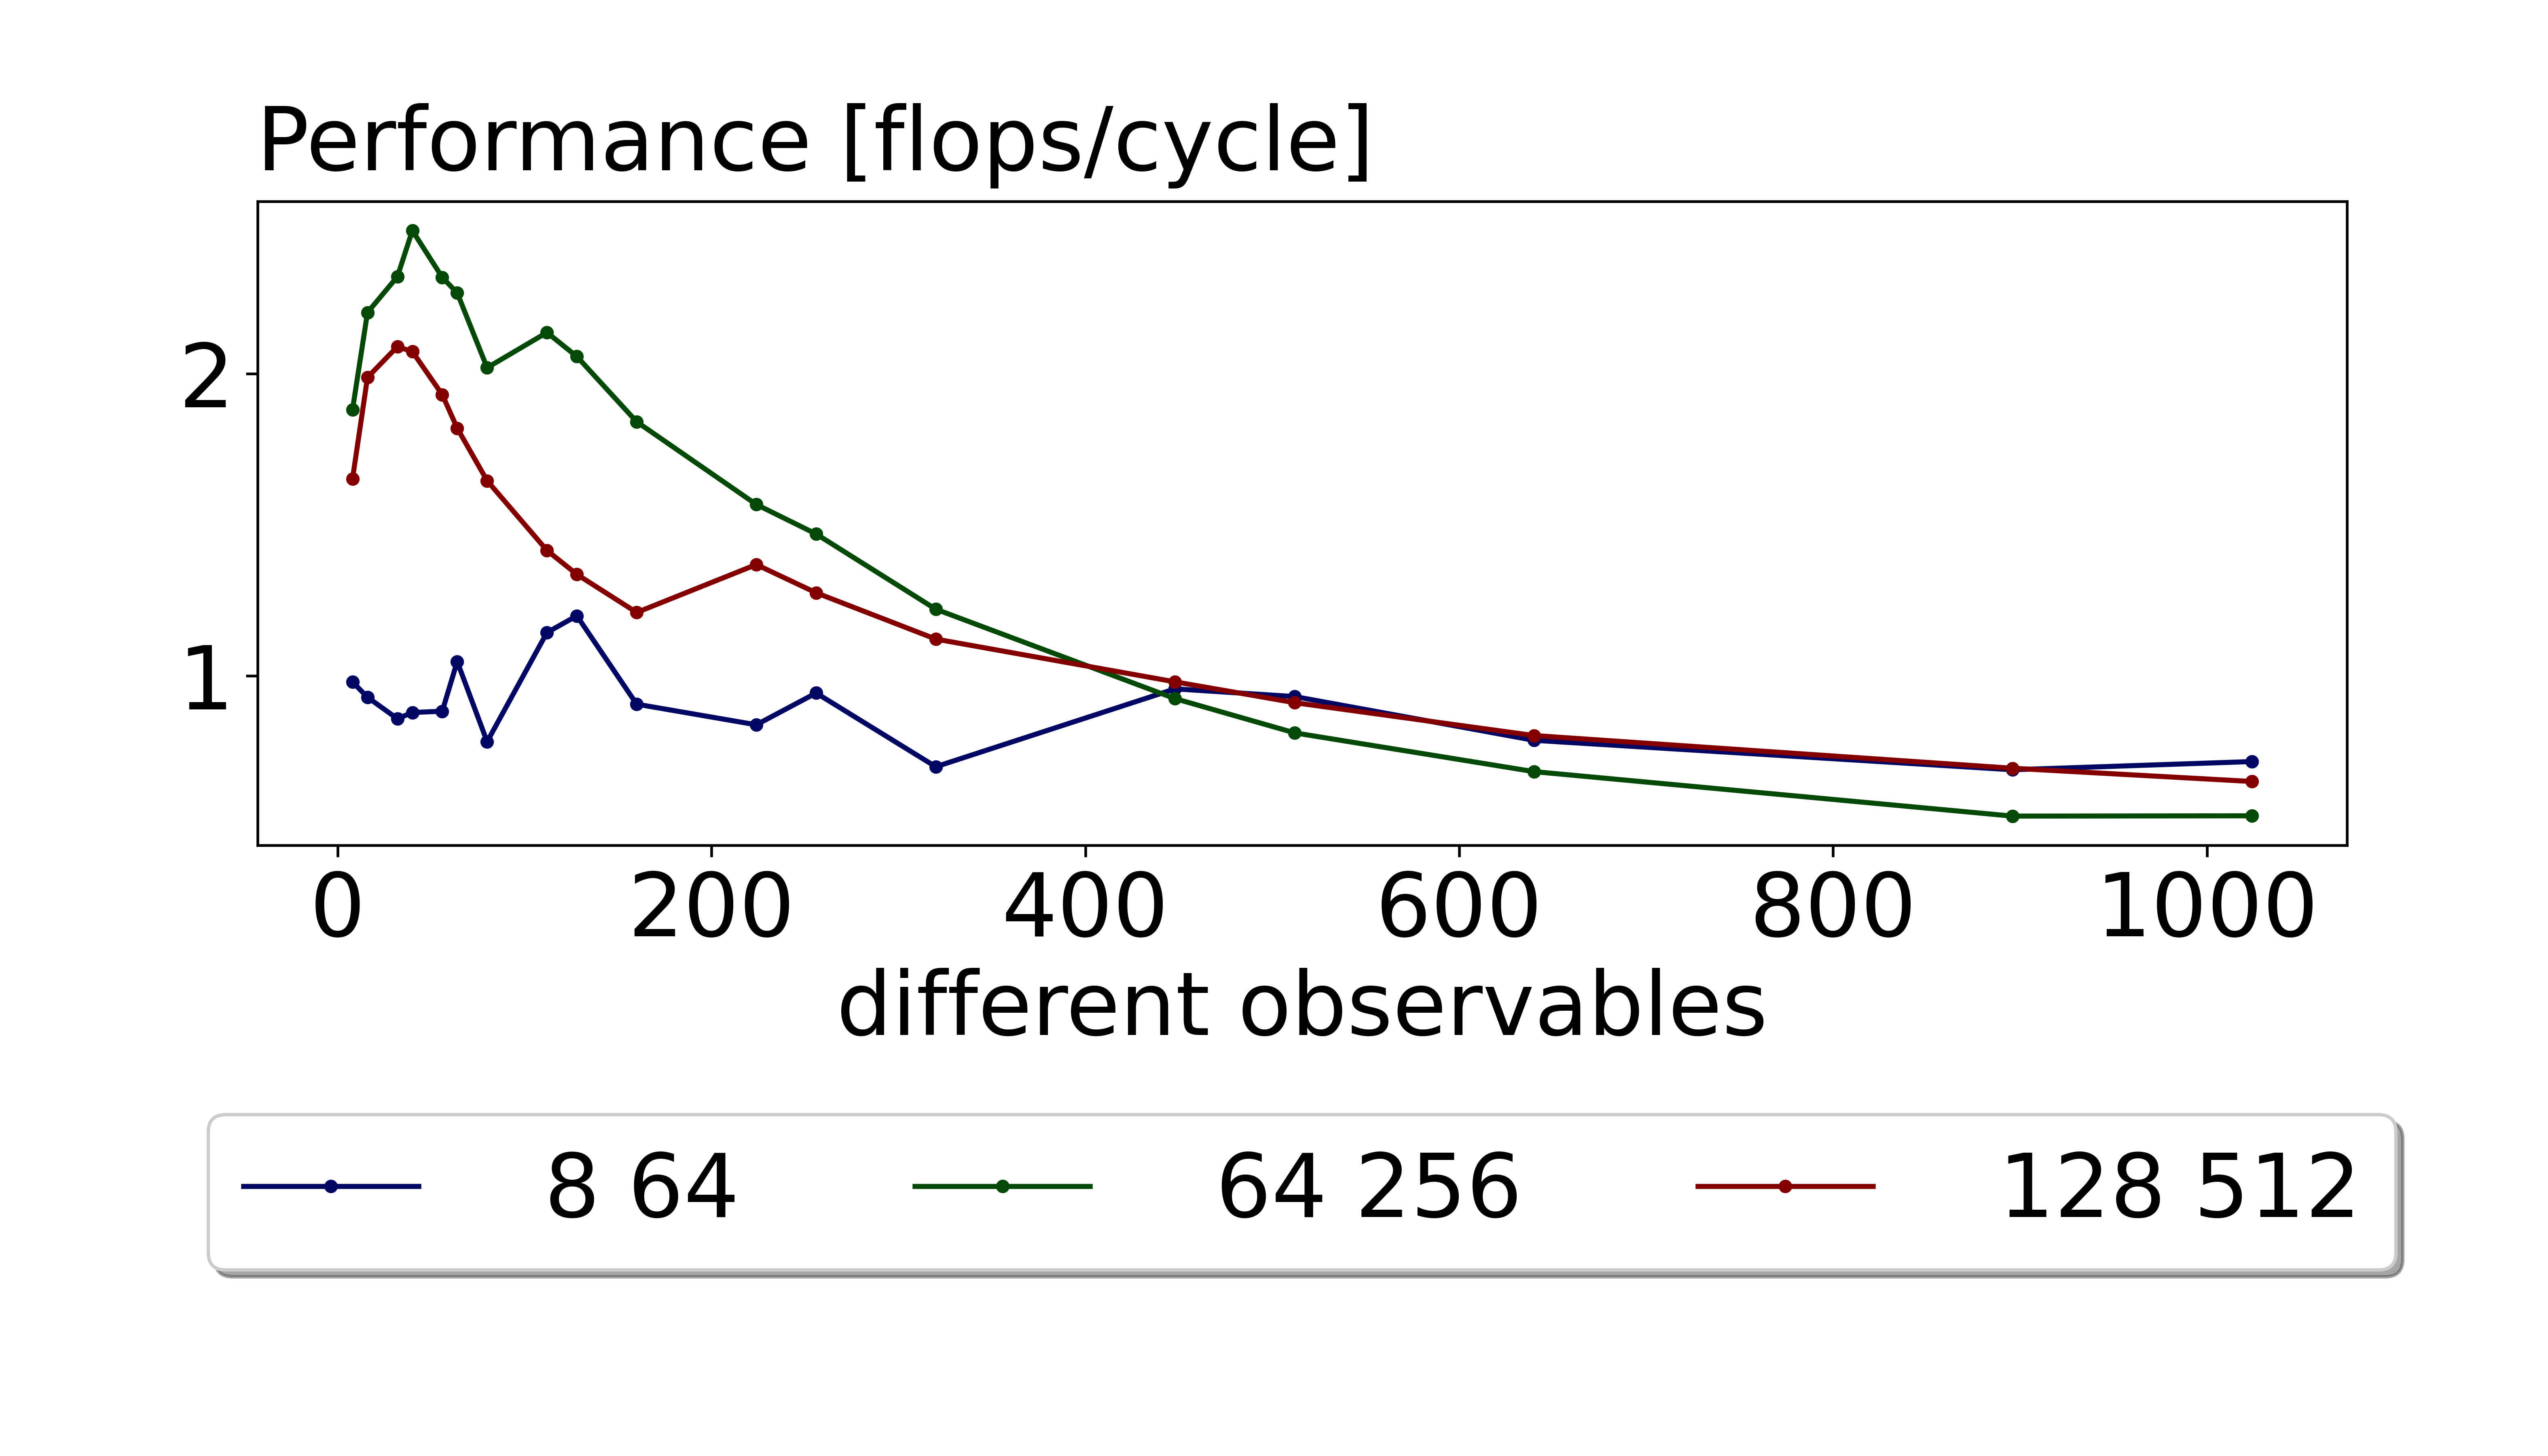 Performance [flops/cycle]
2
1
0 200 400 600 800 1000
different observables
8 64 64 256 128 512